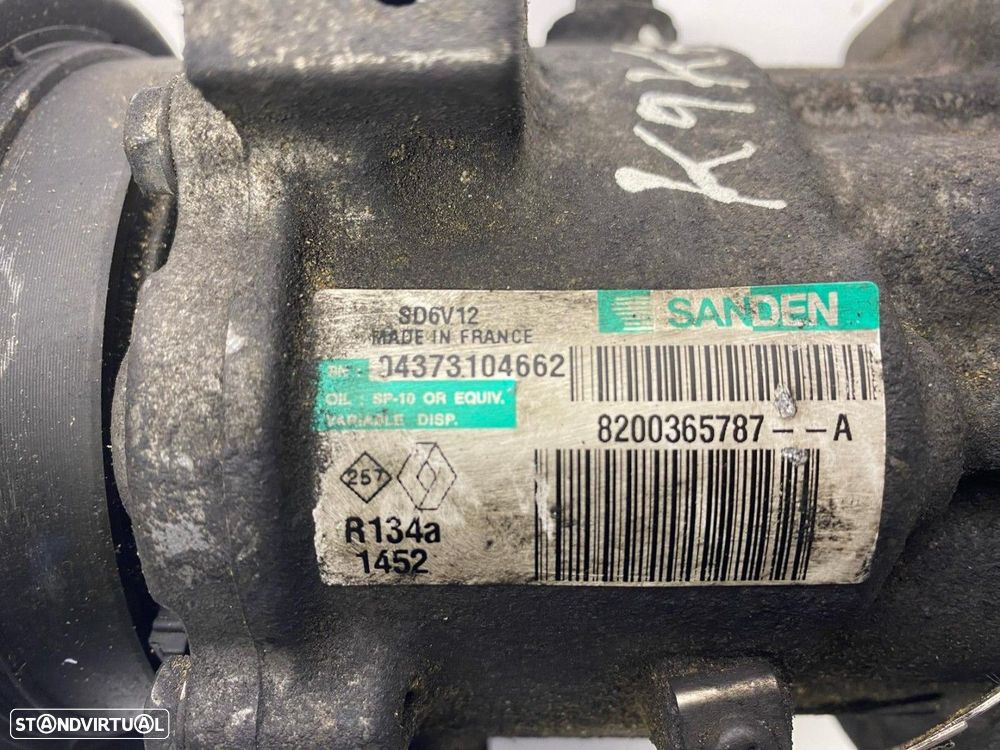 K9K
SD6V12
SANDEN
MADE IN FRANCE
04373104662
OIL : SP-10 OR EQUIV.
VARIABLE DISP.
8200365787--A
257
R134a
1452
STANDVIRTUAL